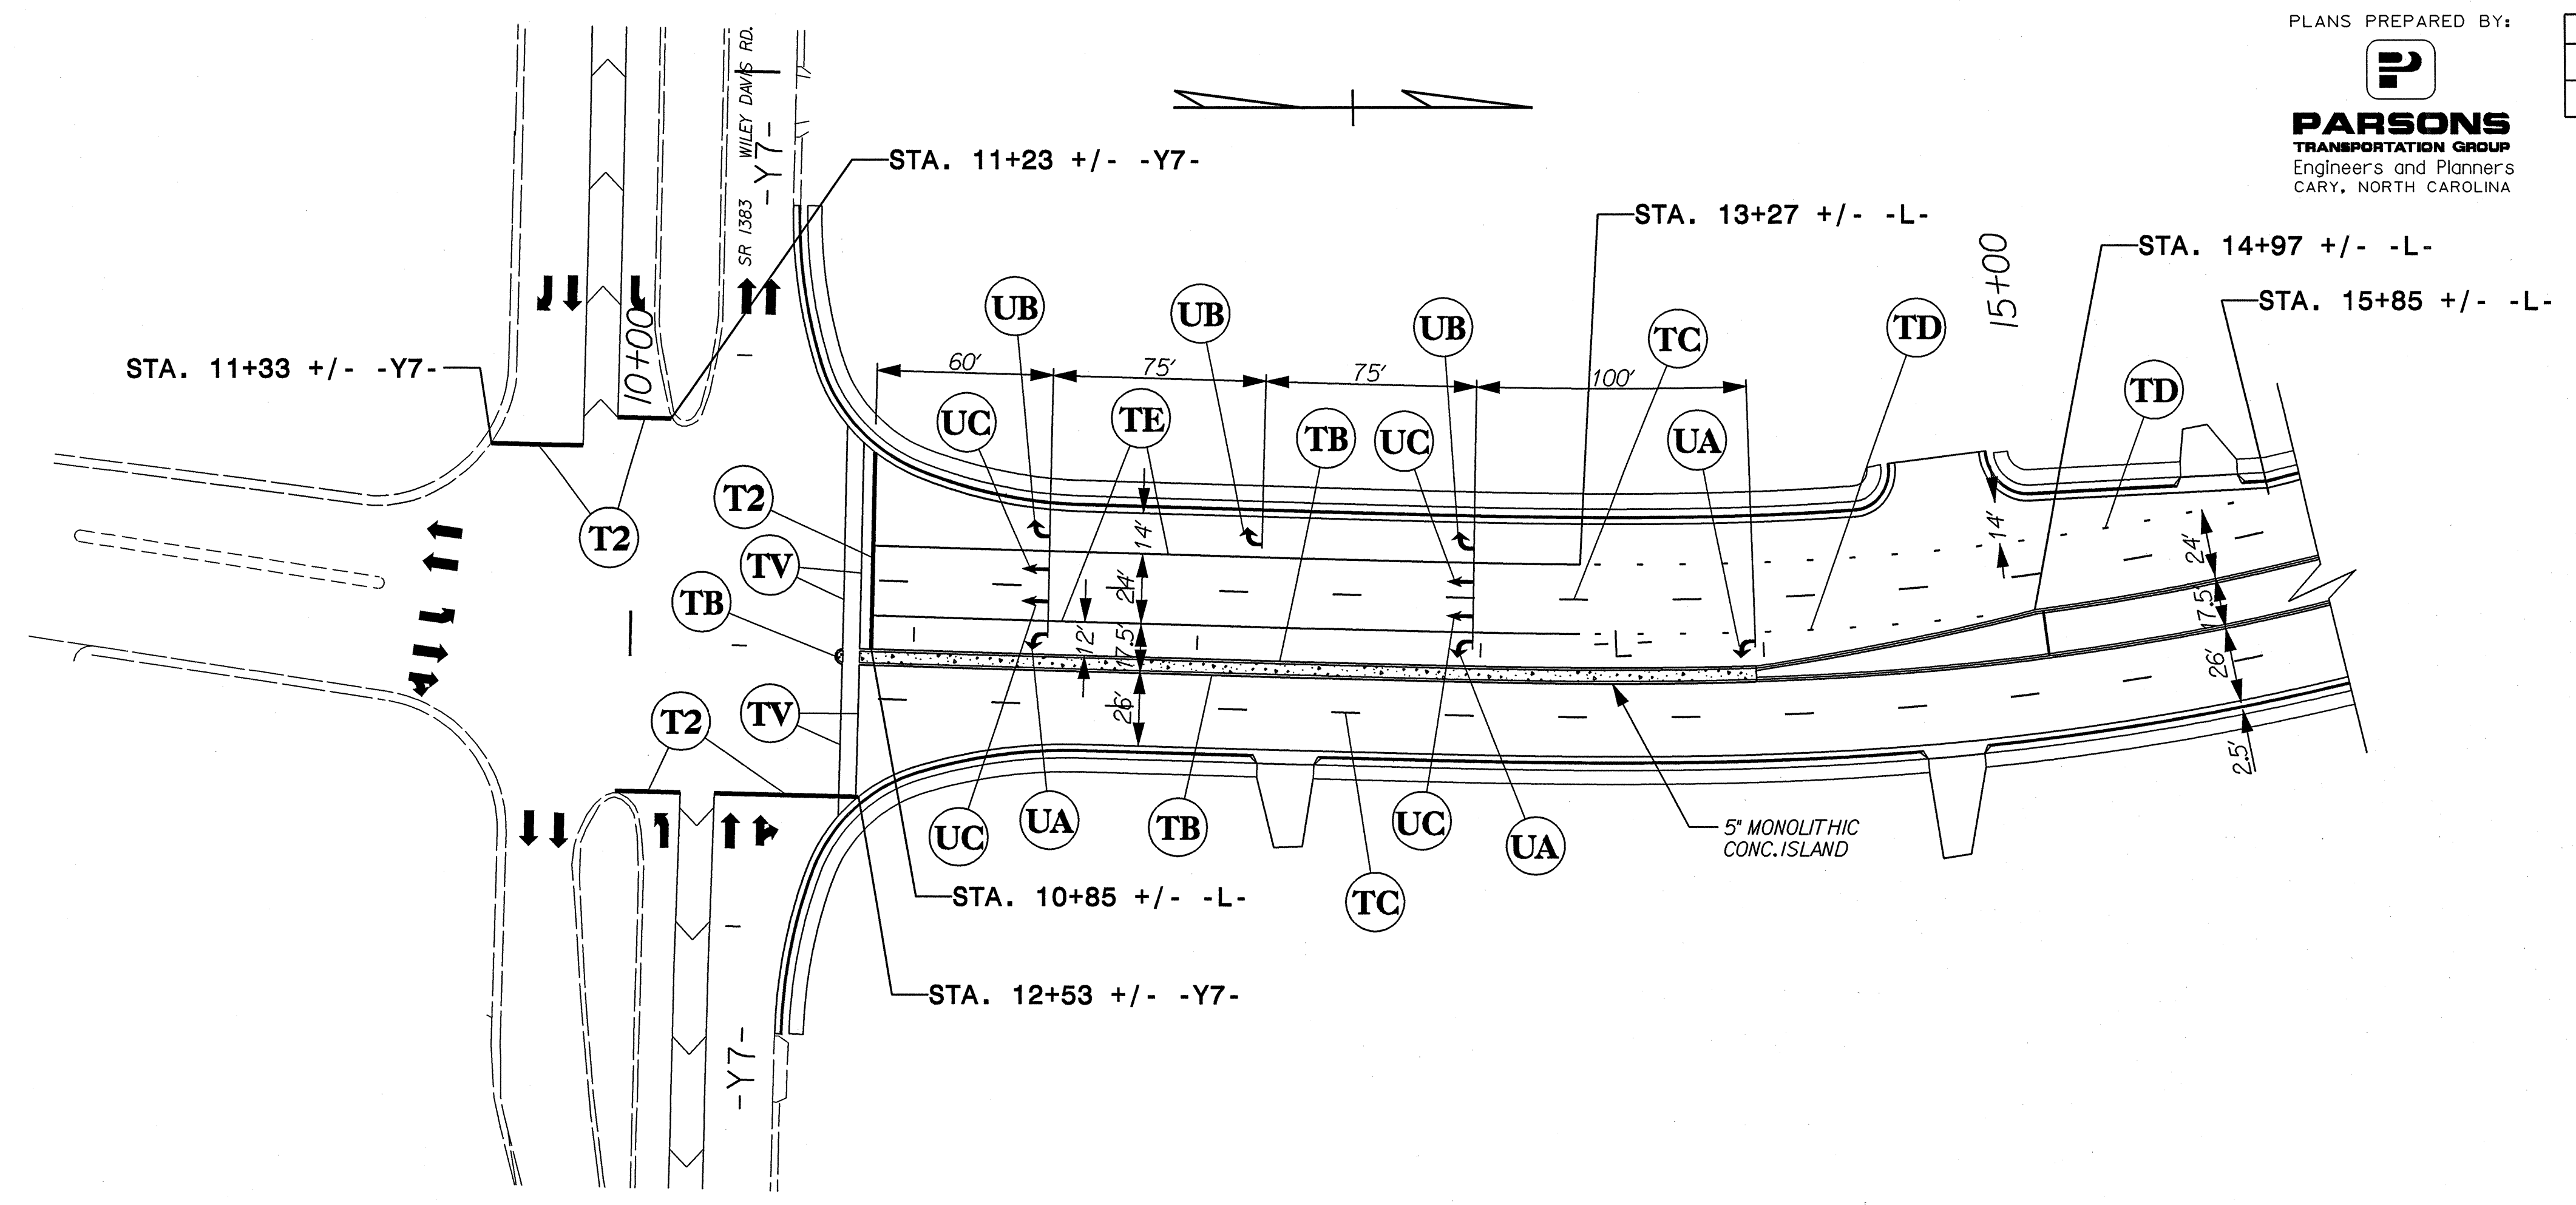 PLANS PREPARED BY:
P
PARSONS
TRANSPORTATION GROUP
Engineers and Planners
CARY, NORTH CAROLINA
SR 1383 WILEY DAVIS RD.
-Y7-
STA. 11+23 +/- -Y7-
STA. 13+27 +/- -L-
15+00
STA. 14+97 +/- -L-
STA. 15+85 +/- -L-
STA. 11+33 +/- -Y7-
10+00
UB
UB
UB
TC
TD
TD
60'
75'
75'
100'
UC
TE
TB
UC
UA
T2
T2
TV
TB
14'
24'
12'
17.5'
26'
-L-
14'
24'
17.5'
26'
2.5'
T2
TV
UC
UA
TB
UC
UA
5" MONOLITHIC
CONC. ISLAND
TC
STA. 10+85 +/- -L-
STA. 12+53 +/- -Y7-
-Y7-